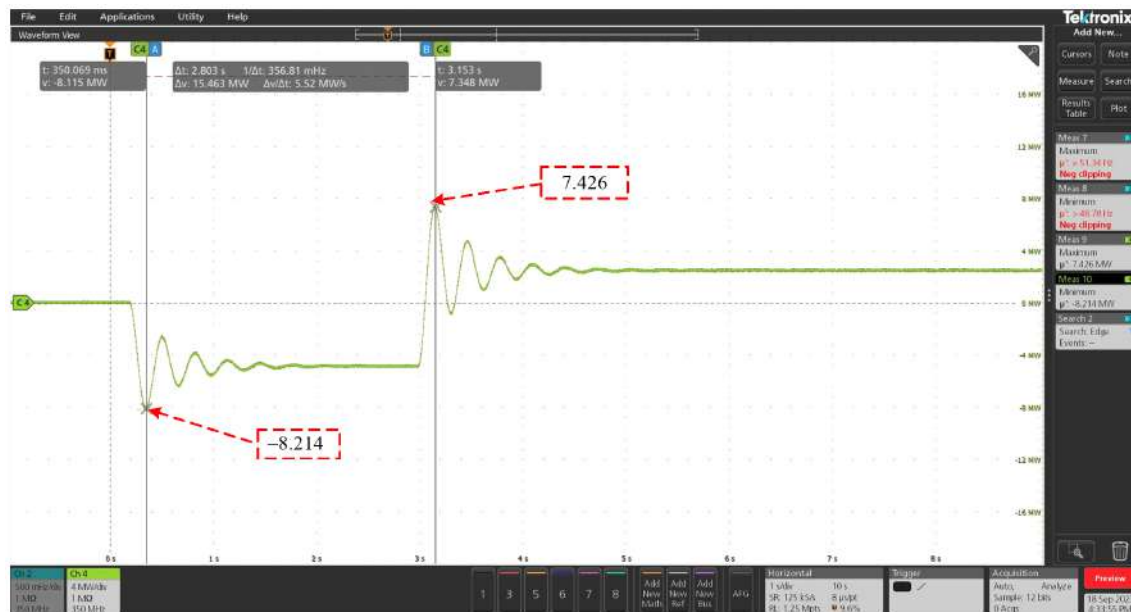 File Edit Applications Utility Help
Tektronix
Waveform View
Add New...
T
C4 A
B C4
Cursors Note
t: 350.069 ms
v: -8.115 MW
Δt: 2.803 s 1/Δt: 356.81 mHz
Δv: 15.463 MW Δv/Δt: 5.52 MW/s
t: 3.153 s
v: 7.348 MW
Measure Search
Results Table Plot
16 MW
12 MW
8 MW
4 MW
0 MW
-4 MW
-8 MW
-12 MW
-16 MW
7.426
C4
-8.214
Meas 7
Maximum
Neg clipping
Meas 8
Minimum
Neg clipping
Meas 9
Maximum
μ': 7.426 MW
Meas 10
Minimum
μ': -8.214 MW
Search 2
Search: Edge
Events: --
0 s 1 s 2 s 3 s 4 s 5 s 6 s 7 s 8 s
Ch 2
1 MΩ
350 MHz
Ch 4
4 MW/div
1 MΩ
350 MHz
1 3 5 6 7 8
Add New Math
Add New Ref
Add New Bus
AFG
Horizontal
1 s/div 10 s
SR: 125 kS/s 8 μs/pt
RL: 1.25 Mpts 9.6%
Trigger
Acquisition
Auto, Analyze
Sample: 12 bits
0 Acqs
Preview